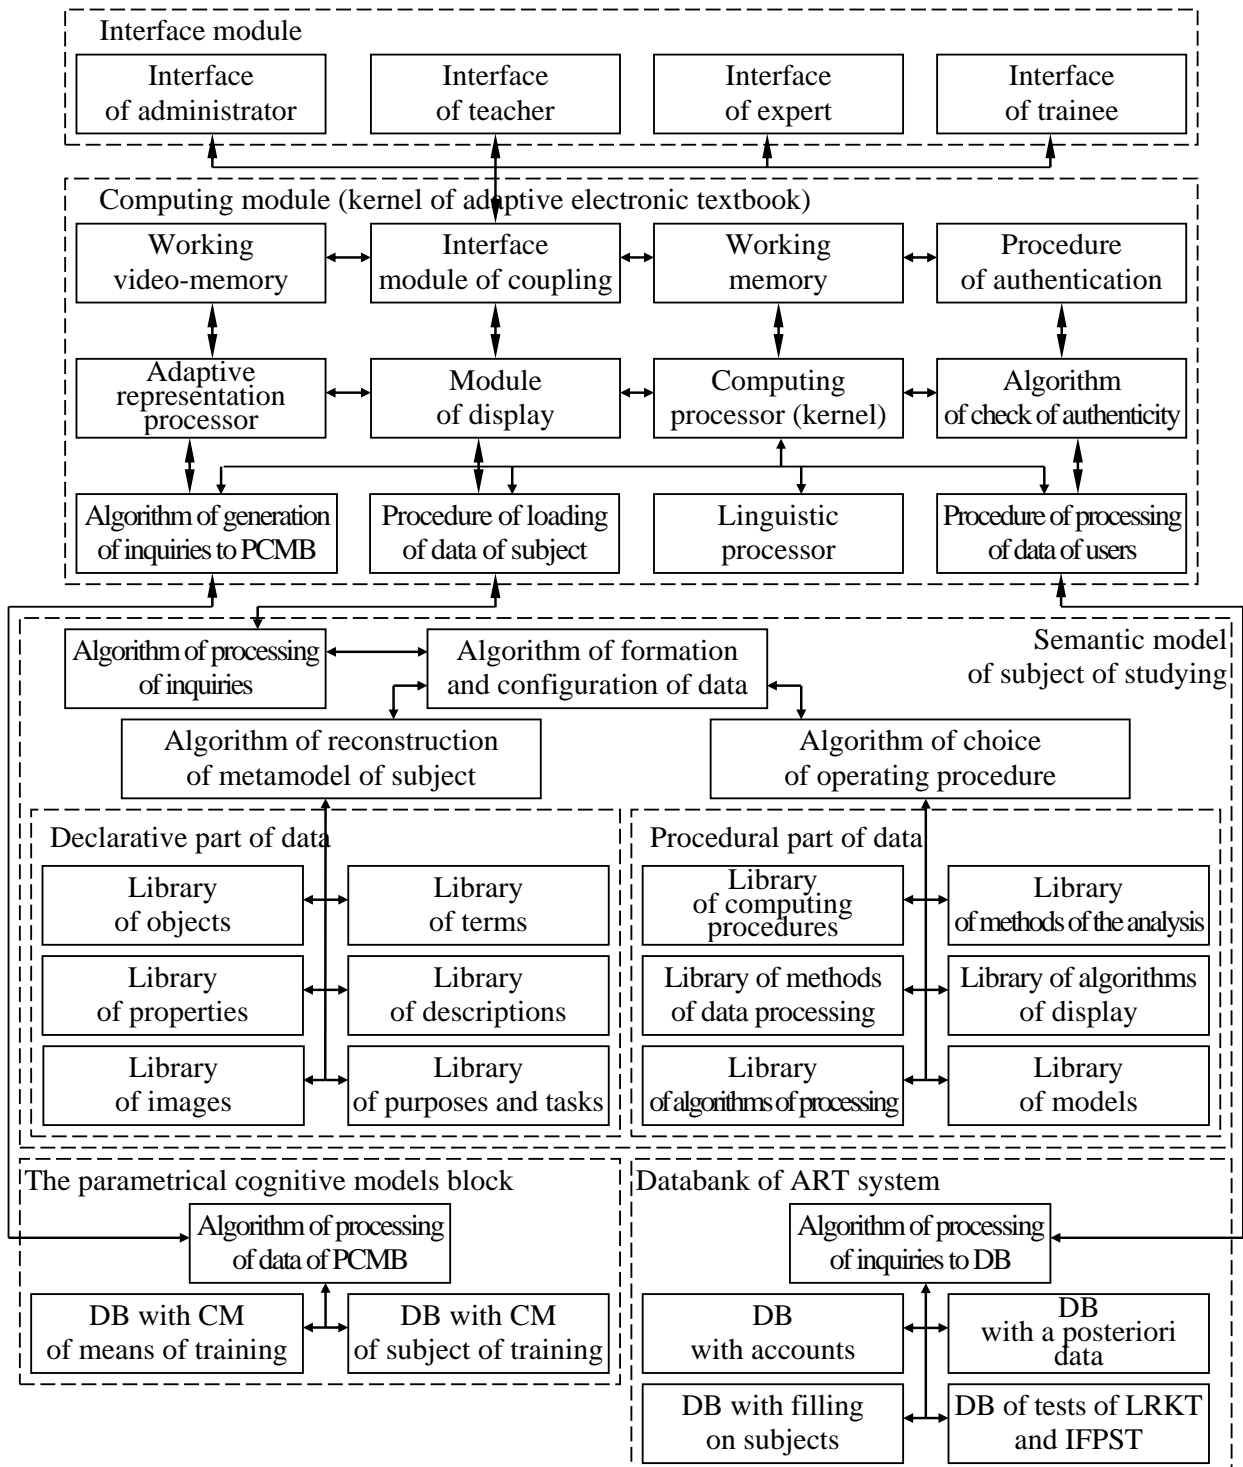 Interface module
Interface
of administrator
Interface
of teacher
Interface
of expert
Interface
of trainee
Computing module (kernel of adaptive electronic textbook)
Working
video-memory
Interface
module of coupling
Working
memory
Procedure
of authentication
Adaptive
representation
processor
Module
of display
Computing
processor (kernel)
Algorithm
of check of authenticity
Algorithm of generation
of inquiries to PCMB
Procedure of loading
of data of subject
Linguistic
processor
Procedure of processing
of data of users
Semantic model
of subject of studying
Algorithm of processing
of inquiries
Algorithm of formation
and configuration of data
Algorithm of reconstruction
of metamodel of subject
Algorithm of choice
of operating procedure
Declarative part of data
Library
of objects
Library
of terms
Library
of properties
Library
of descriptions
Library
of images
Library
of purposes and tasks
Procedural part of data
Library
of computing
procedures
Library
of methods of the analysis
Library of methods
of data processing
Library of algorithms
of display
Library
of algorithms of processing
Library
of models
The parametrical cognitive models block
Algorithm of processing
of data of PCMB
DB with CM
of means of training
DB with CM
of subject of training
Databank of ART system
Algorithm of processing
of inquiries to DB
DB
with accounts
DB
with a posteriori
data
DB with filling
on subjects
DB of tests of LRKT
and IFPST